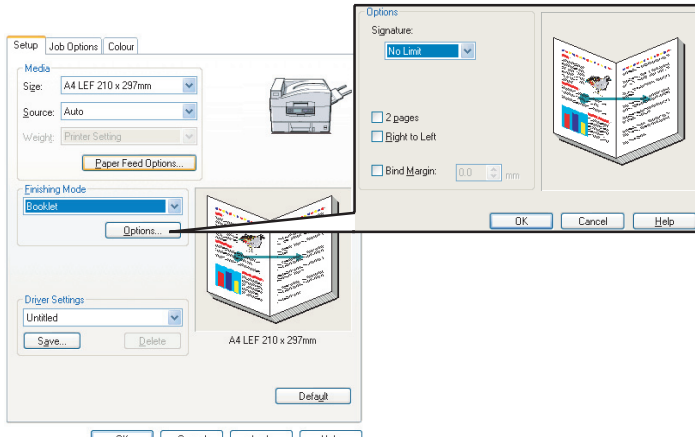 Setup
Job Options
Colour
Media
Size:
A4 LEF 210 x 297mm
Source:
Auto
Weight:
Printer Setting
Paper Feed Options...
Finishing Mode
Booklet
Options...
Driver Settings
Untitled
Save...
Delete
A4 LEF 210 x 297mm
Default
Options
Signature:
No Limit
2 pages
Right to Left
Bind Margin:
0.0
mm
OK
Cancel
Help